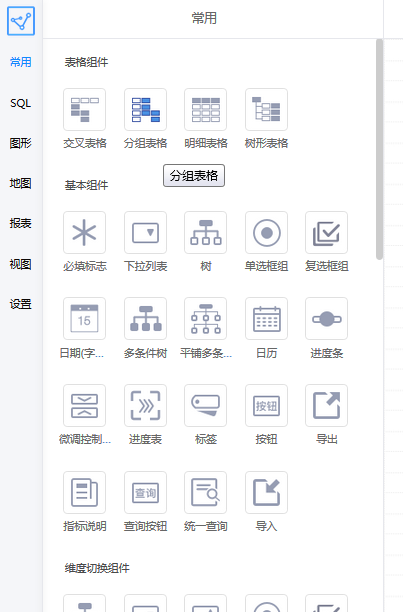 常用
常用
SQL
图形
地图
报表
视图
设置
表格组件
交叉表格 分组表格 明细表格 树形表格
分组表格
基本组件
必填标志 下拉列表 树 单选框组 复选框组
15
日期(字... 多条件树 平铺多条... 日历 进度条
按钮
微调控制... 进度表 标签 按钮 导出
查询
指标说明 查询按钮 统一查询 导入
维度切换组件